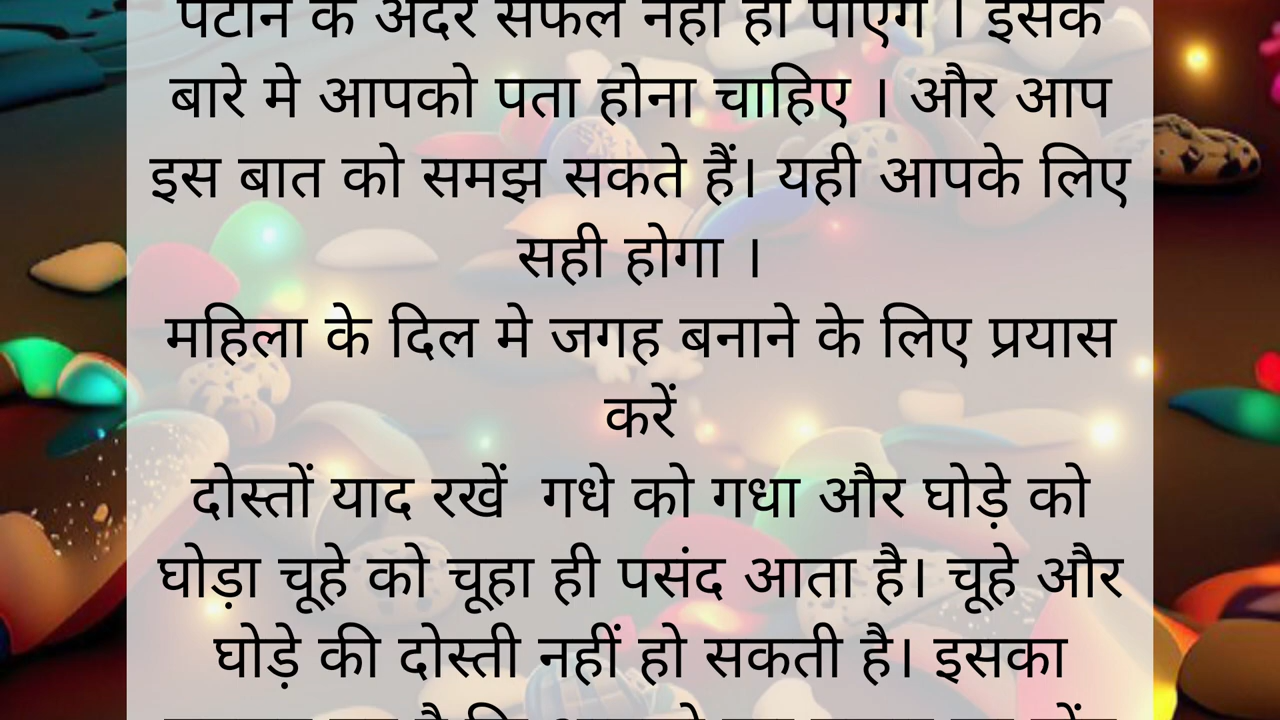 पटाने के अंदर सफल नहीं हो पाएंगे । इसके
बारे मे आपको पता होना चाहिए । और आप
इस बात को समझ सकते हैं। यही आपके लिए
सही होगा ।
महिला के दिल मे जगह बनाने के लिए प्रयास
करें
दोस्तों याद रखें गधे को गधा और घोड़े को
घोड़ा चूहे को चूहा ही पसंद आता है। चूहे और
घोड़े की दोस्ती नहीं हो सकती है। इसका